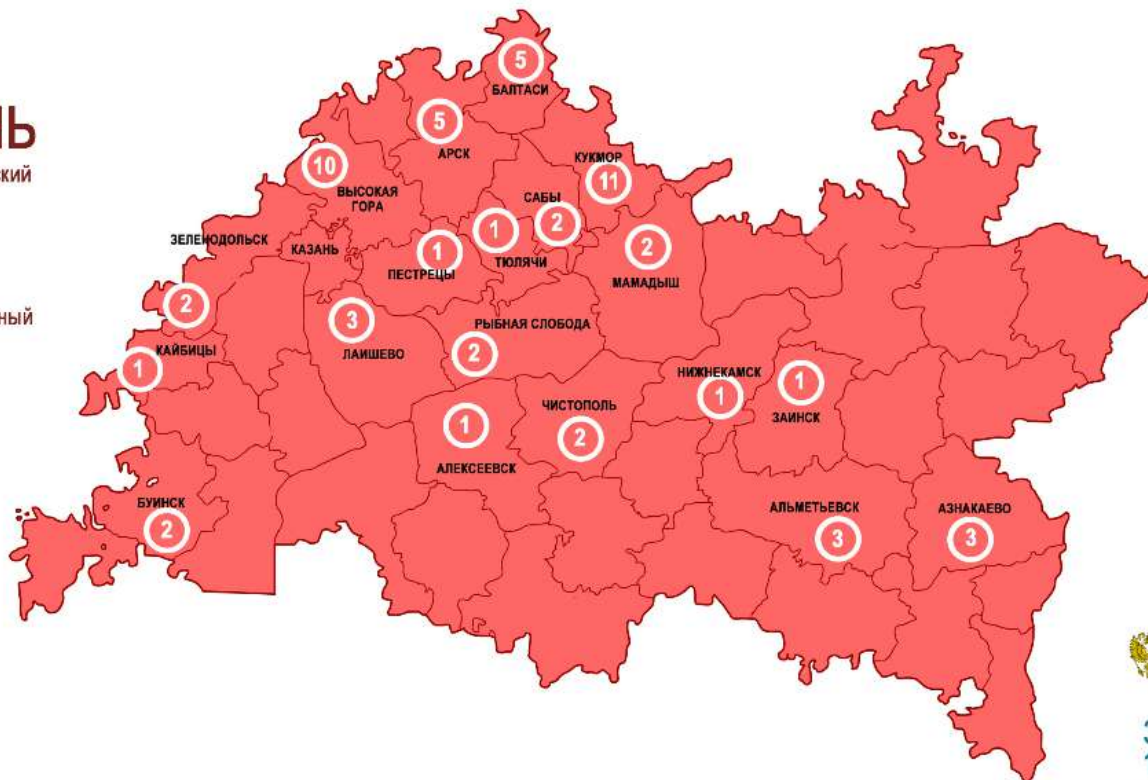 5
БАЛТАСИ
5
АРСК
КУКМОР
11
10
ВЫСОКАЯ
ГОРА
САБЫ
2
1
ТЮЛЯЧИ
2
МАМАДЫШ
ЗЕЛЕНОДОЛЬСК
2
КАЗАНЬ
1
ПЕСТРЕЦЫ
3
ЛАИШЕВО
РЫБНАЯ СЛОБОДА
2
КАЙБИЦЫ
1
НИЖНЕКАМСК
1
1
ЗАИНСК
ЧИСТОПОЛЬ
2
1
АЛЕКСЕЕВСК
БУИНСК
2
АЛЬМЕТЬЕВСК
3
АЗНАКАЕВО
3